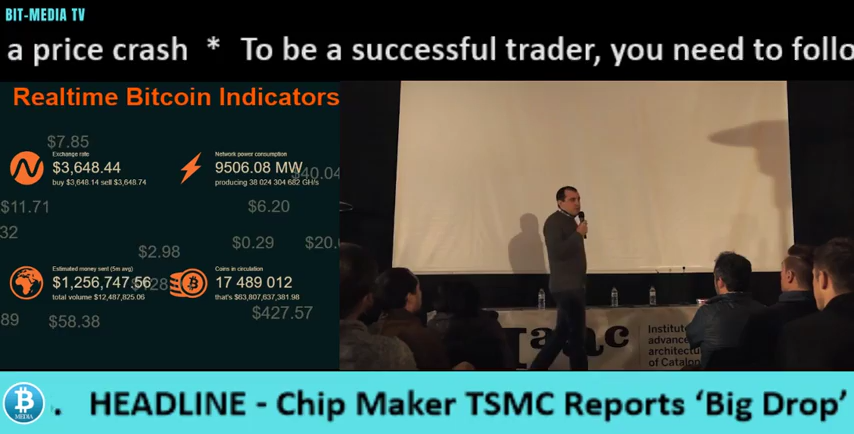 BIT-MEDIA TV
a price crash * To be a successful trader, you need to follo
Realtime Bitcoin Indicators
$7.85
Exchange rate
$3,648.44
buy $3,648.14 sell $3,648.74
Network power consumption
9506.08 MW
producing 38 024 304 682 GH/s
$40.04
$11.71
$6.20
32
$2.98
$0.29
$20.
Estimated money sent (5m avg)
$1,256,747.56
total volume $12,487,825.06
Coins in circulation
17 489 012
that's $63,807,637,381.98
89
$58.38
$427.57
Iaac
Institute
advance
architectu
of Catalon
MEDIA
. HEADLINE - Chip Maker TSMC Reports ‘Big Drop’